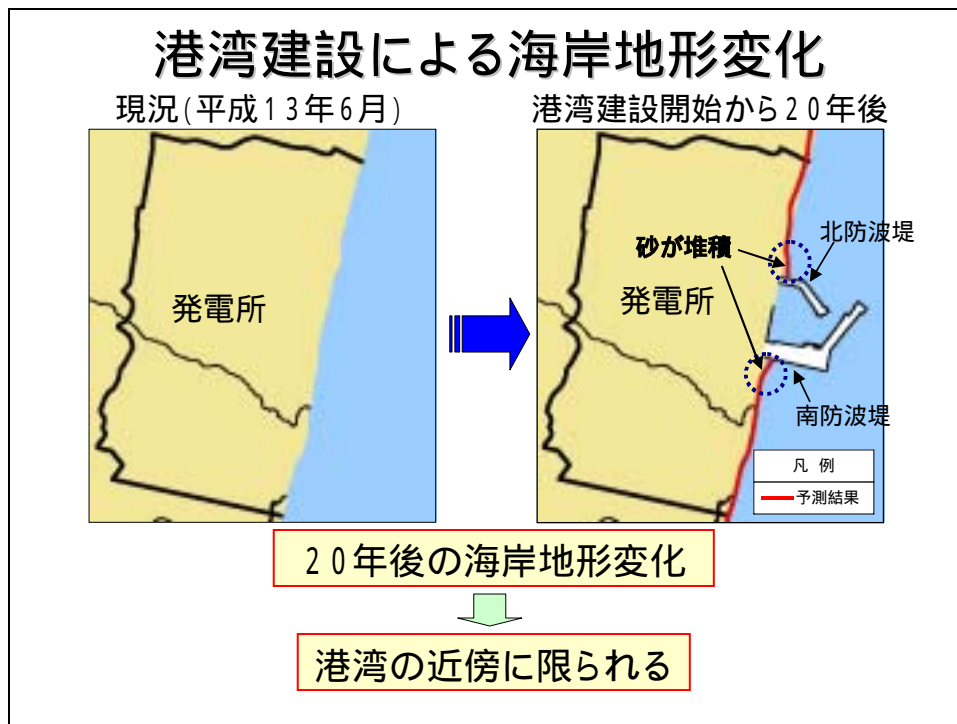 港湾建設による海岸地形変化
現況(平成13年6月)
港湾建設開始から20年後
発電所
砂が堆積
北防波堤
発電所
南防波堤
凡 例
予測結果
20年後の海岸地形変化
港湾の近傍に限られる